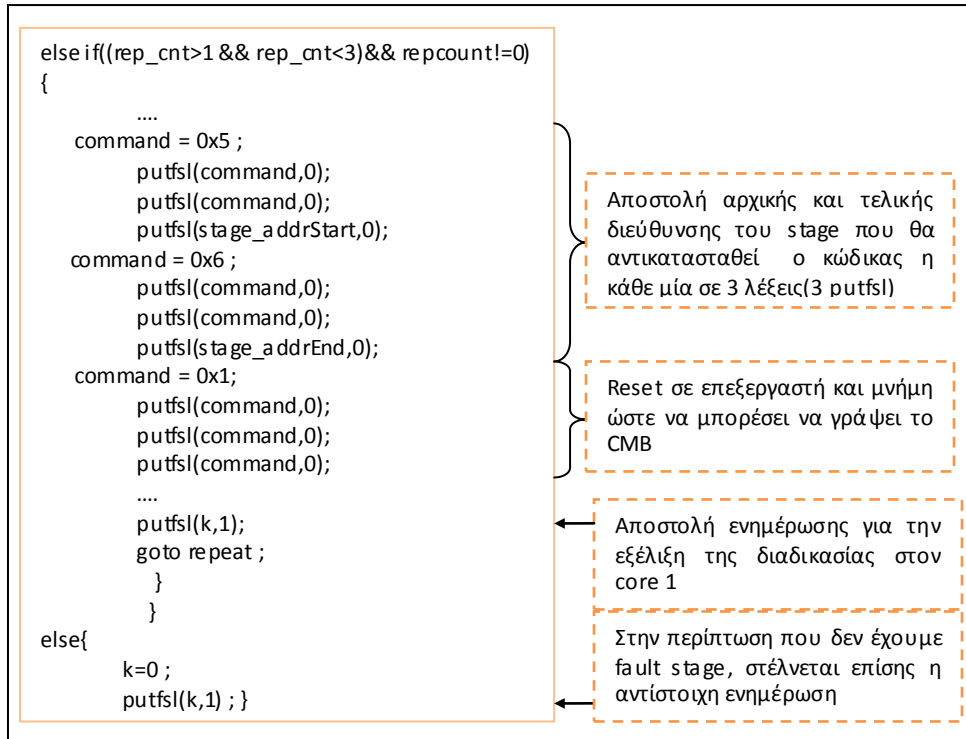 else if((rep_cnt>1 && rep_cnt<3)&& repcount!=0)
{
....
command = 0x5 ;
putfsl(command,0);
putfsl(command,0);
putfsl(stage_addrStart,0);
command = 0x6 ;
putfsl(command,0);
putfsl(command,0);
putfsl(stage_addrEnd,0);
command = 0x1;
putfsl(command,0);
putfsl(command,0);
putfsl(command,0);
....
putfsl(k,1);
goto repeat ;
}
}
else{
k=0 ;
putfsl(k,1) ; }
Αποστολή αρχικής και τελικής
διεύθυνσης του stage που θα
αντικατασταθεί ο κώδικας η
κάθε μία σε 3 λέξεις(3 putfsl)
Reset σε επεξεργαστή και μνήμη
ώστε να μπορέσει να γράψει το
CMB
Αποστολή ενημέρωσης για την
εξέλιξη της διαδικασίας στον
core 1
Στην περίπτωση που δεν έχουμε
fault stage, στέλνεται επίσης η
αντίστοιχη ενημέρωση